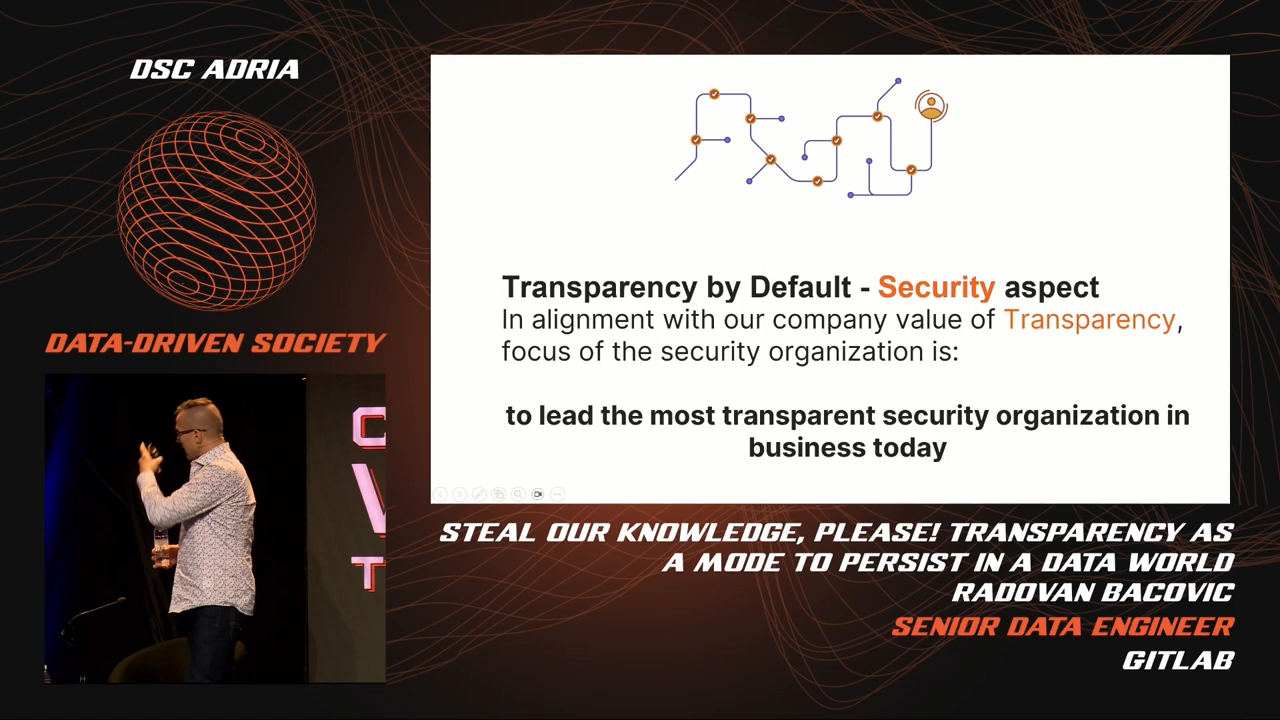 DSC ADRIA
DATA-DRIVEN SOCIETY
Transparency by Default - Security aspect
In alignment with our company value of Transparency,
focus of the security organization is:
to lead the most transparent security organization in
business today
STEAL OUR KNOWLEDGE, PLEASE! TRANSPARENCY AS
A MODE TO PERSIST IN A DATA WORLD
RADOVAN BACOVIC
SENIOR DATA ENGINEER
GITLAB